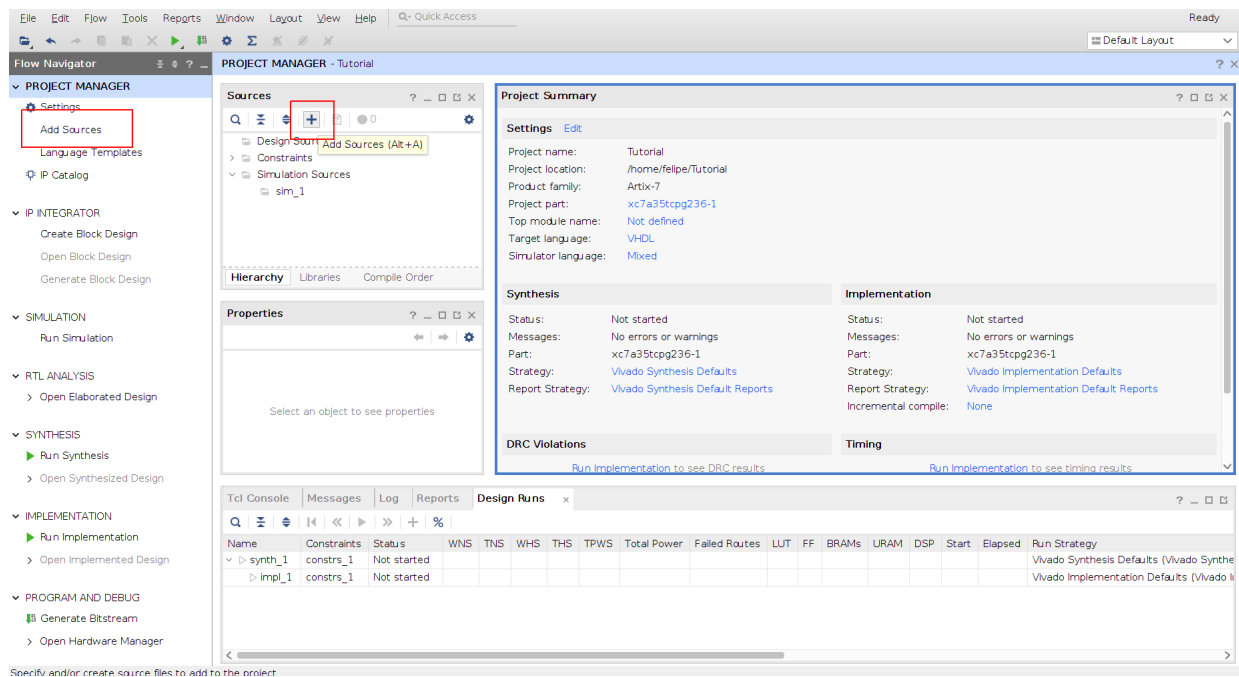 File Edit Flow Tools Reports Window Layout View Help Quick Access Ready
Default Layout
Flow Navigator
PROJECT MANAGER - Tutorial
PROJECT MANAGER
Settings
Add Sources
Language Templates
IP Catalog
IP INTEGRATOR
Create Block Design
Open Block Design
Generate Block Design
SIMULATION
Run Simulation
RTL ANALYSIS
Open Elaborated Design
SYNTHESIS
Run Synthesis
Open Synthesized Design
IMPLEMENTATION
Run Implementation
Open Implemented Design
PROGRAM AND DEBUG
Generate Bitstream
Open Hardware Manager
Sources
0
Design
Add Sources (Alt+A)
Constraints
Simulation Sources
sim_1
Hierarchy Libraries Compile Order
Properties
Select an object to see properties
Project Summary
Settings Edit
Project name: Tutorial
Project location: /home/felipe/Tutorial
Product family: Artix-7
Project part: xc7a35tcpg236-1
Top module name: Not defined
Target language: VHDL
Simulator language: Mixed
Synthesis
Status: Not started
Messages: No errors or warnings
Part: xc7a35tcpg236-1
Strategy: Vivado Synthesis Defaults
Report Strategy: Vivado Synthesis Default Reports
Implementation
Status: Not started
Messages: No errors or warnings
Part: xc7a35tcpg236-1
Strategy: Vivado Implementation Defaults
Report Strategy: Vivado Implementation Default Reports
Incremental compile: None
DRC Violations
Run Implementation to see DRC results
Timing
Run Implementation to see timing results
Tcl Console Messages Log Reports Design Runs
Name Constraints Status WNS TNS WHS THS TPWS Total Power Failed Routes LUT FF BRAMs URAM DSP Start Elapsed Run Strategy
synth_1 constrs_1 Not started Vivado Synthesis Defaults (Vivado Synthe
impl_1 constrs_1 Not started Vivado Implementation Defaults (Vivado I
Specify and/or create source files to add to the project